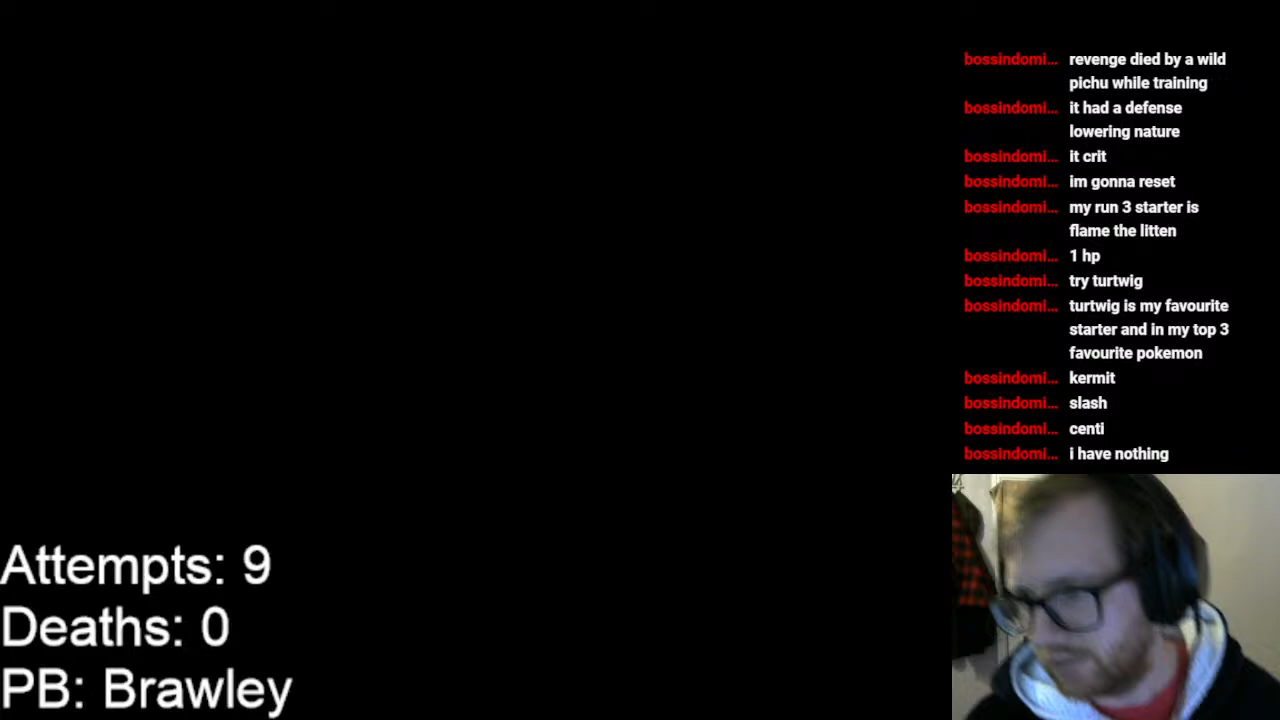 bossindomi... revenge died by a wild
pichu while training
bossindomi... it had a defense
lowering nature
bossindomi... it crit
bossindomi... im gonna reset
bossindomi... my run 3 starter is
flame the litten
bossindomi... 1 hp
bossindomi... try turtwig
bossindomi... turtwig is my favourite
starter and in my top 3
favourite pokemon
bossindomi... kermit
bossindomi... slash
bossindomi... centi
bossindomi... i have nothing
Attempts: 9
Deaths: 0
PB: Brawley